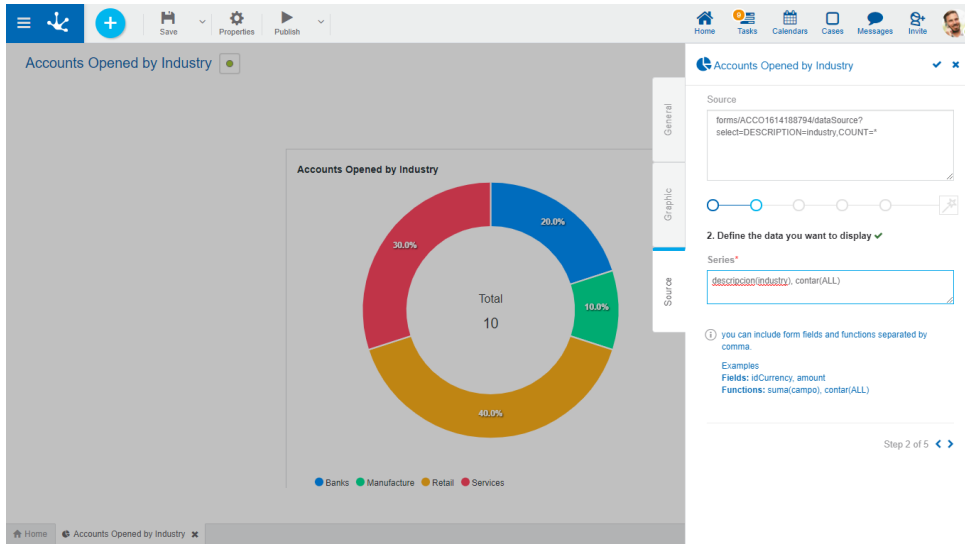 Save
Properties
Publish
Home
9
Tasks
Calendars
Cases
Messages
Invite
Accounts Opened by Industry
Accounts Opened by Industry
General
Graphic
Source
Accounts Opened by Industry
20.0%
30.0%
10.0%
40.0%
Total
10
Banks
Manufacture
Retail
Services
Source
forms/ACCO1614188794/dataSource?
select=DESCRIPTION=industry,COUNT=*
2. Define the data you want to display
Series*
descripcion(industry), contar(ALL)
you can include form fields and functions separated by
comma.
Examples
Fields: idCurrency, amount
Functions: suma(campo), contar(ALL)
Step 2 of 5
Home
Accounts Opened by Industry